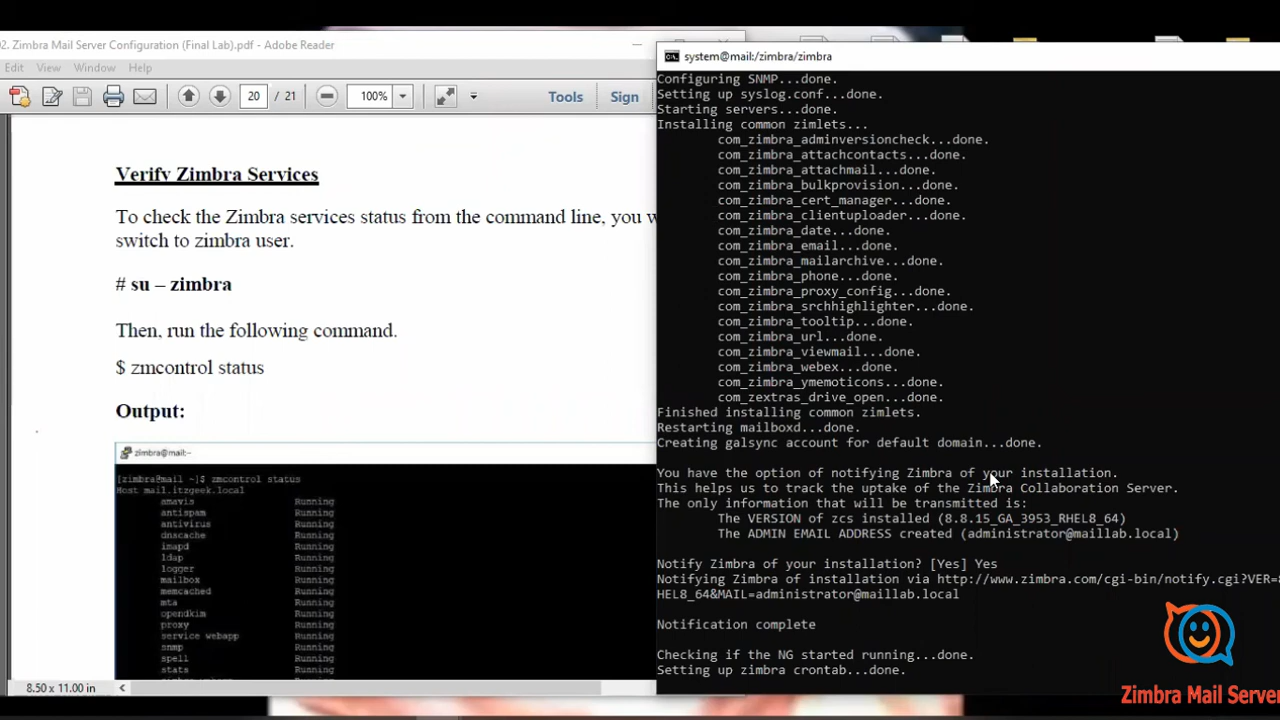 02. Zimbra Mail Server Configuration (Final Lab).pdf - Adobe Reader
Edit View Window Help
20 / 21 100% Tools Sign
Verify Zimbra Services
To check the Zimbra services status from the command line, you w
switch to zimbra user.
# su – zimbra
Then, run the following command.
$ zmcontrol status
Output:
zimbra@mail:~
[zimbra@mail ~]$ zmcontrol status
Host mail.itzgeek.local
amavis Running
antispam Running
antivirus Running
dnscache Running
imapd Running
ldap Running
logger Running
mailbox Running
memcached Running
mta Running
opendkim Running
proxy Running
service webapp Running
snmp Running
spell Running
stats Running
8.50 x 11.00 in
system@mail:/zimbra/zimbra
Configuring SNMP...done.
Setting up syslog.conf...done.
Starting servers...done.
Installing common zimlets...
com_zimbra_adminversioncheck...done.
com_zimbra_attachcontacts...done.
com_zimbra_attachmail...done.
com_zimbra_bulkprovision...done.
com_zimbra_cert_manager...done.
com_zimbra_clientuploader...done.
com_zimbra_date...done.
com_zimbra_email...done.
com_zimbra_mailarchive...done.
com_zimbra_phone...done.
com_zimbra_proxy_config...done.
com_zimbra_srchhighlighter...done.
com_zimbra_tooltip...done.
com_zimbra_url...done.
com_zimbra_viewmail...done.
com_zimbra_webex...done.
com_zimbra_ymemoticons...done.
com_zextras_drive_open...done.
Finished installing common zimlets.
Restarting mailboxd...done.
Creating galsync account for default domain...done.
You have the option of notifying Zimbra of your installation.
This helps us to track the uptake of the Zimbra Collaboration Server.
The only information that will be transmitted is:
The VERSION of zcs installed (8.8.15_GA_3953_RHEL8_64)
The ADMIN EMAIL ADDRESS created (administrator@maillab.local)
Notify Zimbra of your installation? [Yes] Yes
Notifying Zimbra of installation via http://www.zimbra.com/cgi-bin/notify.cgi?VER=8
HEL8_64&MAIL=administrator@maillab.local
Notification complete
Checking if the NG started running...done.
Setting up zimbra crontab...done.
Zimbra Mail Server